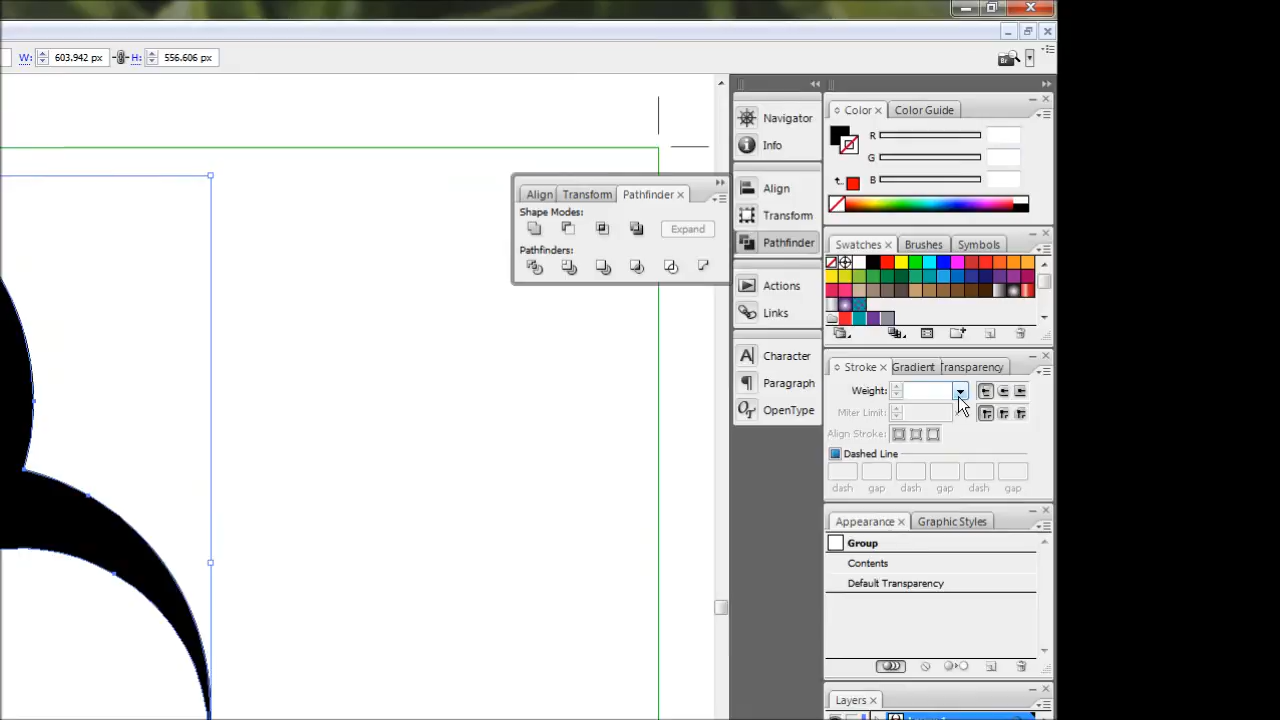 W: 603.942 px H: 556.606 px
Br
Navigator
Info
Align
Transform
Pathfinder
Actions
Links
Character
Paragraph
OpenType
Align Transform Pathfinder
Shape Modes:
Expand
Pathfinders:
Color Color Guide
R
G
B
Swatches Brushes Symbols
Stroke Gradient Transparency
Weight:
Miter Limit:
Align Stroke:
Dashed Line
dash gap dash gap dash gap
Appearance Graphic Styles
Group
Contents
Default Transparency
Layers